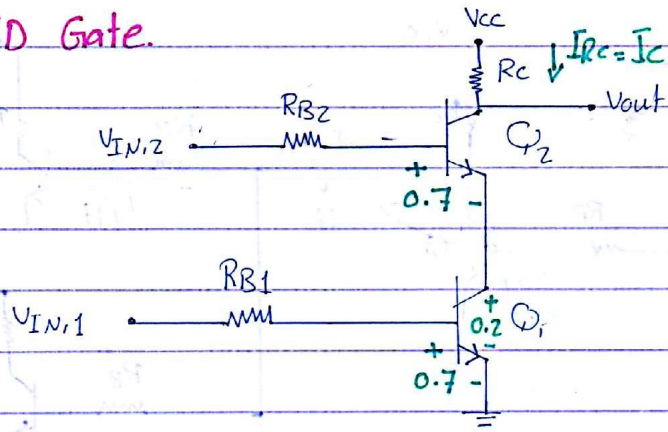 D Gate.
Vcc
Rc
IRc = Ic
Vout
RB2
VIN,2
Q2
+
0.7 -
RB1
VIN,1
+
0.2
-
Q1
+
0.7 -